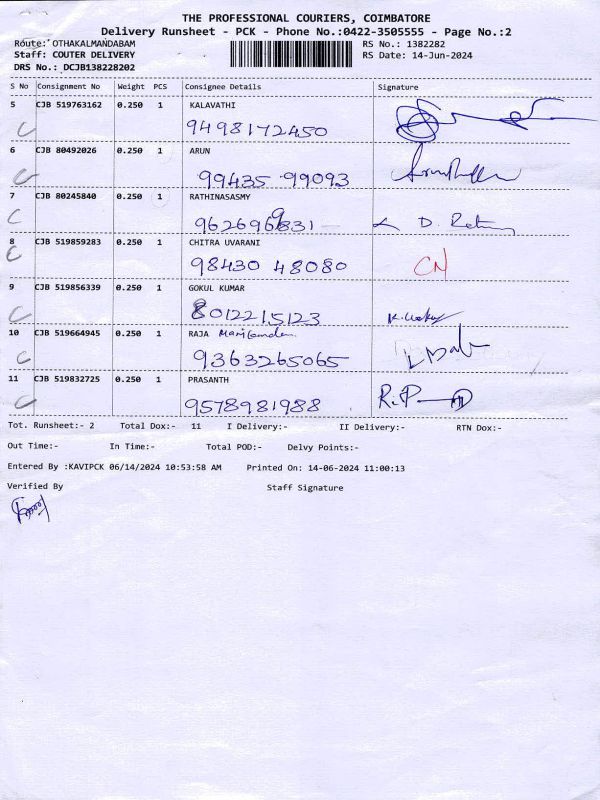 THE PROFESSIONAL COURIERS, COIMBATORE
Delivery Runsheet - PCK - Phone No.:0422-3505555 - Page No.:2
Route: OTHAKALMANDABAM RS No.: 1382282
Staff: COUTER DELIVERY RS Date: 14-Jun-2024
DRS No.: DCJB138228202
S No Consignment No Weight PCS Consignee Details Signature
5 CJB 519763162 0.250 1 KALAVATHI
C 9498172450
6 CJB 80492026 0.250 1 ARUN
C 99435 99093
7 CJB 80245840 0.250 1 RATHINASASMY
C D.
8 CJB 519859283 0.250 1 CHITRA UVARANI
C 98430 48080 CN
9 CJB 519856339 0.250 1 GOKUL KUMAR
C 8012215123
10 CJB 519664945 0.250 1 RAJA
C 9363265065
11 CJB 519832725 0.250 1 PRASANTH
C 9578981988 R.P
Tot. Runsheet:- 2 Total Dox:- 11 I Delivery:- II Delivery:- RTN Dox:-
Out Time:- In Time:- Total POD:- Delvy Points:-
Entered By :KAVIPCK 06/14/2024 10:53:58 AM Printed On: 14-06-2024 11:00:13
Verified By Staff Signature